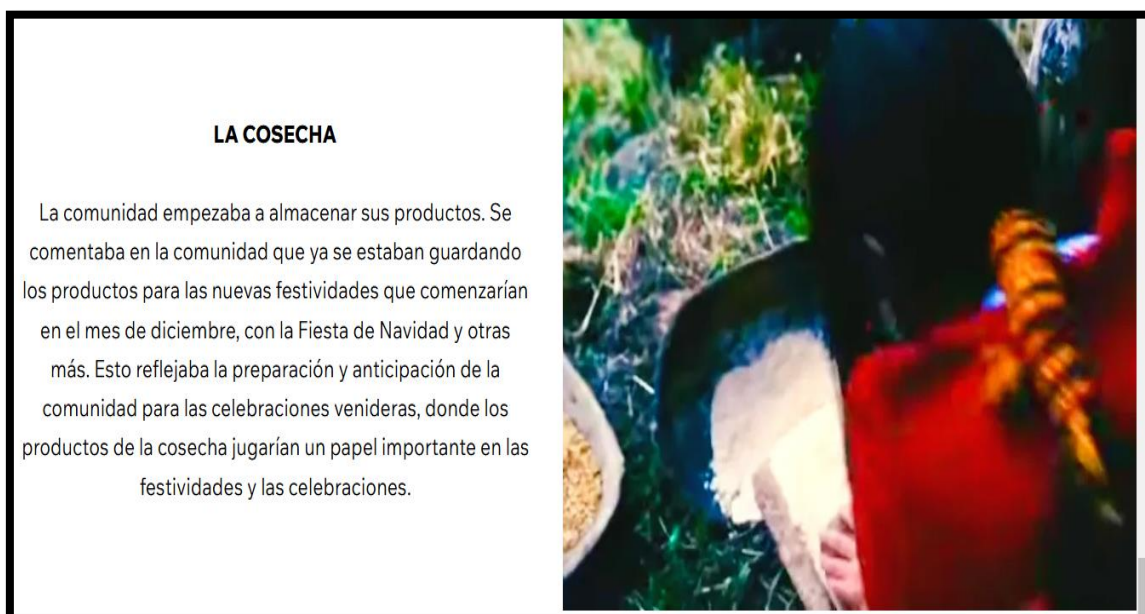 LA COSECHA
La comunidad empezaba a almacenar sus productos. Se
comentaba en la comunidad que ya se estaban guardando
los productos para las nuevas festividades que comenzarían
en el mes de diciembre, con la Fiesta de Navidad y otras
más. Esto reflejaba la preparación y anticipación de la
comunidad para las celebraciones venideras, donde los
productos de la cosecha jugarían un papel importante en las
festividades y las celebraciones.